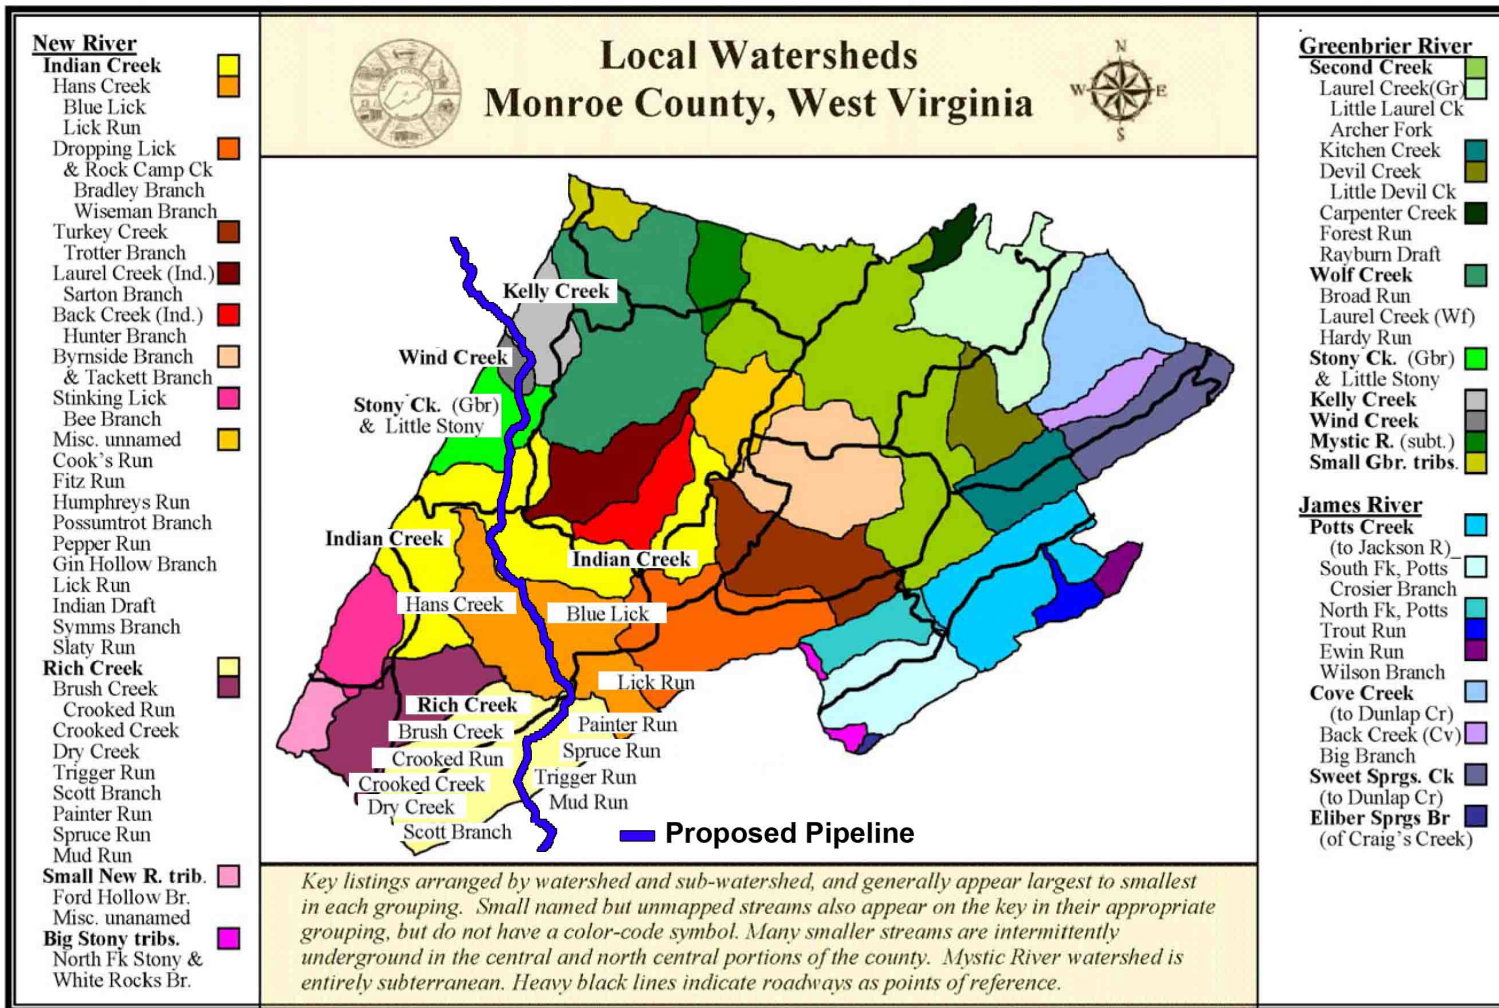 New River
Indian Creek
Hans Creek
Blue Lick
Lick Run
Dropping Lick
& Rock Camp Ck
Bradley Branch
Wiseman Branch
Turkey Creek
Trotter Branch
Laurel Creek (Ind.)
Sarton Branch
Back Creek (Ind.)
Hunter Branch
Byrnside Branch
& Tackett Branch
Stinking Lick
Bee Branch
Misc. unnamed
Cook's Run
Fitz Run
Humphreys Run
Possumtrot Branch
Pepper Run
Gin Hollow Branch
Lick Run
Indian Draft
Symms Branch
Slaty Run
Rich Creek
Brush Creek
Crooked Run
Crooked Creek
Dry Creek
Trigger Run
Scott Branch
Painter Run
Spruce Run
Mud Run
Small New R. trib.
Ford Hollow Br.
Misc. unanamed
Big Stony tribs.
North Fk Stony &
White Rocks Br.
Local Watersheds
Monroe County, West Virginia
N
W
E
S
Kelly Creek
Wind Creek
Stony Ck. (Gbr)
& Little Stony
Indian Creek
Indian Creek
Hans Creek
Blue Lick
Lick Run
Rich Creek
Painter Run
Brush Creek
Spruce Run
Crooked Run
Trigger Run
Crooked Creek
Mud Run
Dry Creek
Scott Branch
Proposed Pipeline
Key listings arranged by watershed and sub-watershed, and generally appear largest to smallest
in each grouping. Small named but unmapped streams also appear on the key in their appropriate
grouping, but do not have a color-code symbol. Many smaller streams are intermittently
underground in the central and north central portions of the county. Mystic River watershed is
entirely subterranean. Heavy black lines indicate roadways as points of reference.
Greenbrier River
Second Creek
Laurel Creek(Gr)
Little Laurel Ck
Archer Fork
Kitchen Creek
Devil Creek
Little Devil Ck
Carpenter Creek
Forest Run
Rayburn Draft
Wolf Creek
Broad Run
Laurel Creek (Wf)
Hardy Run
Stony Ck. (Gbr)
& Little Stony
Kelly Creek
Wind Creek
Mystic R. (subt.)
Small Gbr. tribs.
James River
Potts Creek
(to Jackson R)
South Fk, Potts
Crosier Branch
North Fk, Potts
Trout Run
Ewin Run
Wilson Branch
Cove Creek
(to Dunlap Cr)
Back Creek (Cv)
Big Branch
Sweet Sprgs. Ck
(to Dunlap Cr)
Eliber Sprgs Br
(of Craig's Creek)